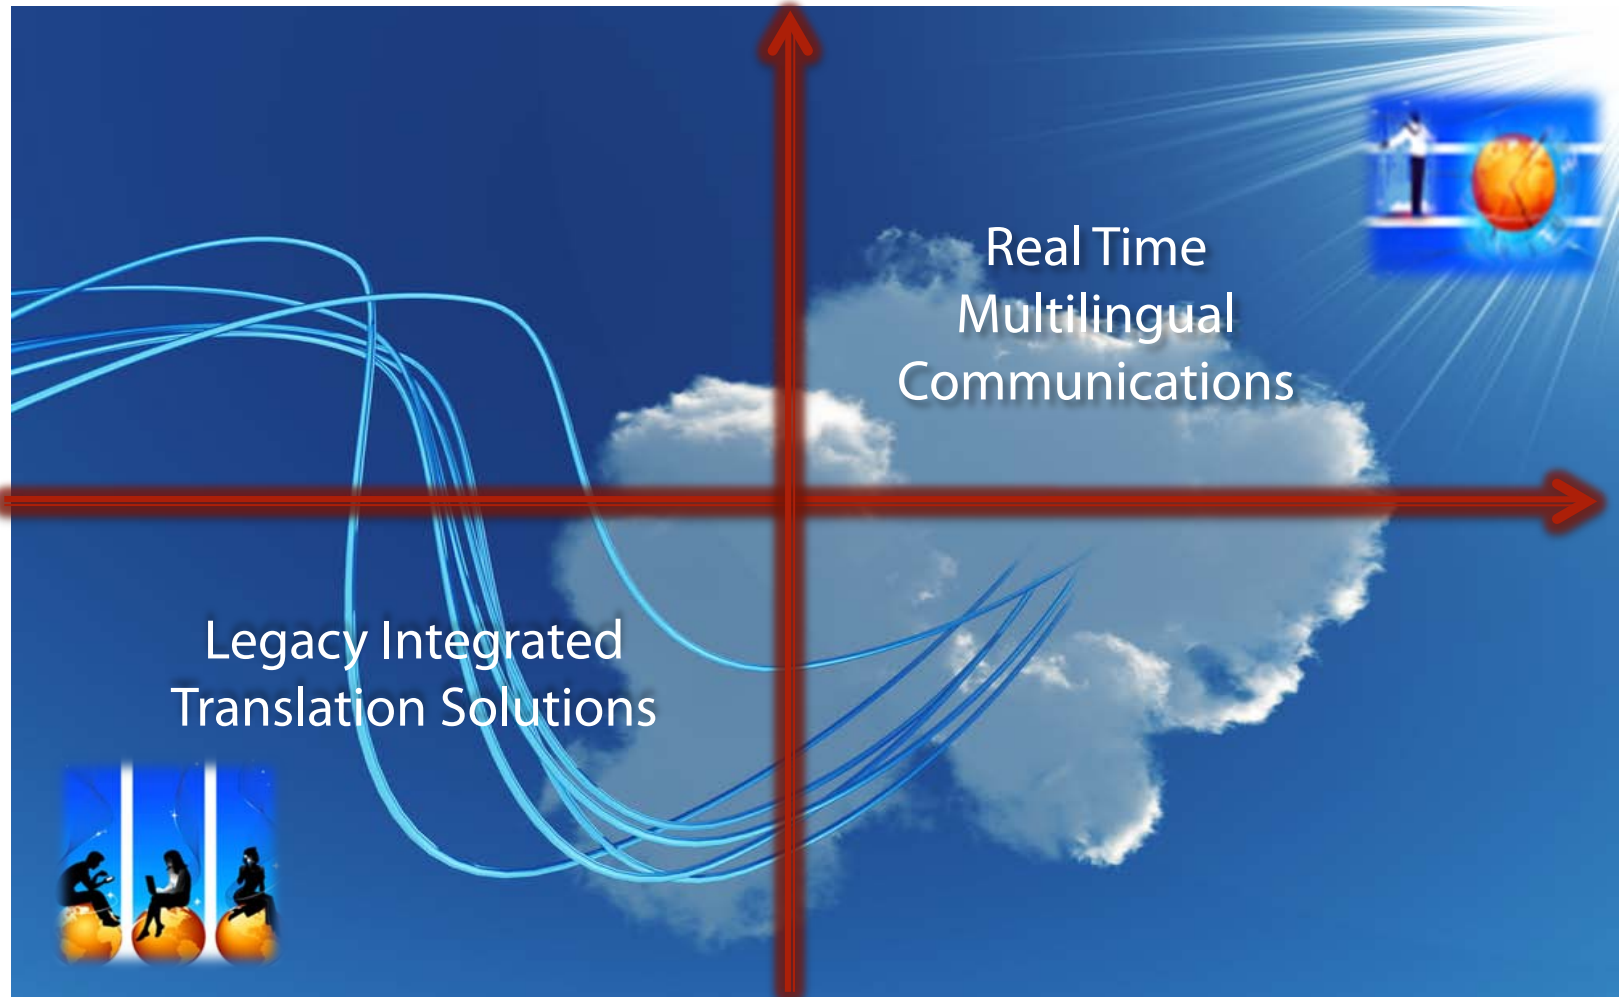 Real Time
Multilingual
Communications
Legacy Integrated
Translation Solutions